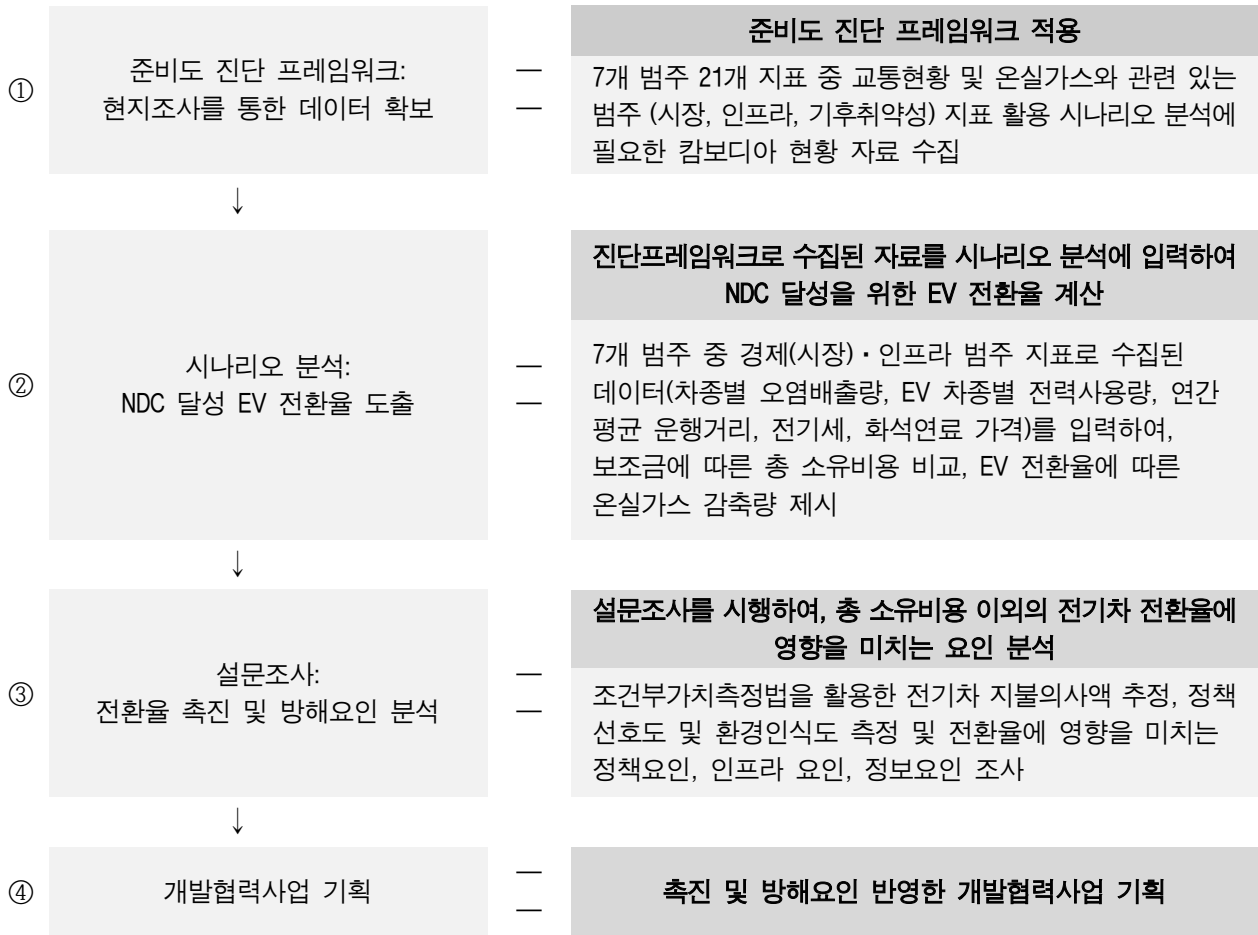 ①
준비도 진단 프레임워크:
현지조사를 통한 데이터 확보
준비도 진단 프레임워크 적용
7개 범주 21개 지표 중 교통현황 및 온실가스와 관련 있는
범주 (시장, 인프라, 기후취약성) 지표 활용 시나리오 분석에
필요한 캄보디아 현황 자료 수집
↓
②
시나리오 분석:
NDC 달성 EV 전환율 도출
진단프레임워크로 수집된 자료를 시나리오 분석에 입력하여
NDC 달성을 위한 EV 전환율 계산
7개 범주 중 경제(시장)・인프라 범주 지표로 수집된
데이터(차종별 오염배출량, EV 차종별 전력사용량, 연간
평균 운행거리, 전기세, 화석연료 가격)를 입력하여,
보조금에 따른 총 소유비용 비교, EV 전환율에 따른
온실가스 감축량 제시
↓
③
설문조사:
전환율 촉진 및 방해요인 분석
설문조사를 시행하여, 총 소유비용 이외의 전기차 전환율에
영향을 미치는 요인 분석
조건부가치측정법을 활용한 전기차 지불의사액 추정, 정책
선호도 및 환경인식도 측정 및 전환율에 영향을 미치는
정책요인, 인프라 요인, 정보요인 조사
↓
④
개발협력사업 기획
촉진 및 방해요인 반영한 개발협력사업 기획